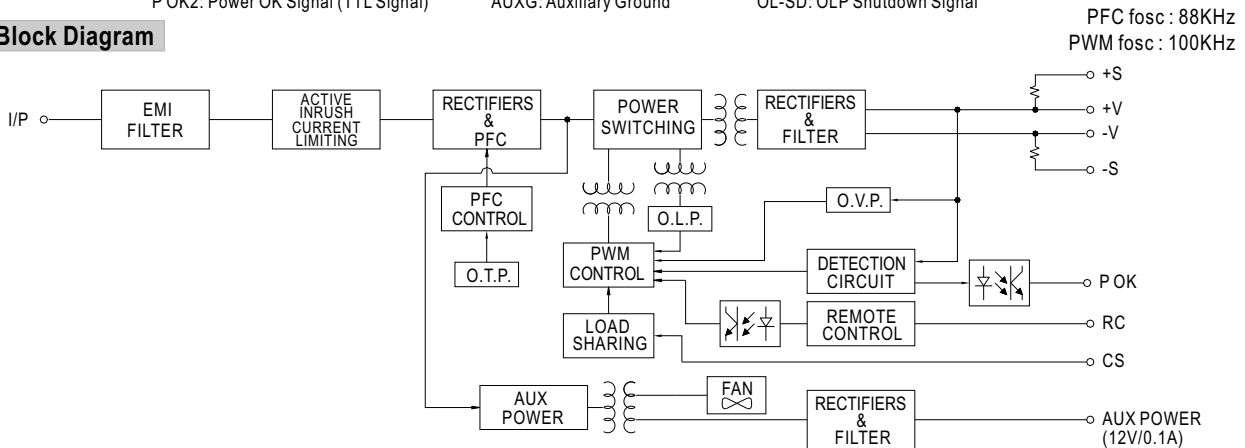 P OK2: Power OK Signal (TTL Signal) AUXG: Auxiliary Ground OL-SD: OLP Shutdown Signal
PFC fosc : 88KHz
Block Diagram
PWM fosc : 100KHz
I/P
EMI
FILTER
ACTIVE
INRUSH
CURRENT
LIMITING
RECTIFIERS
&
PFC
POWER
SWITCHING
RECTIFIERS
&
FILTER
+S
+V
-V
-S
PFC
CONTROL
O.T.P.
O.L.P.
O.V.P.
PWM
CONTROL
DETECTION
CIRCUIT
P OK
LOAD
SHARING
REMOTE
CONTROL
RC
CS
AUX
POWER
FAN
RECTIFIERS
&
FILTER
AUX POWER
(12V/0.1A)